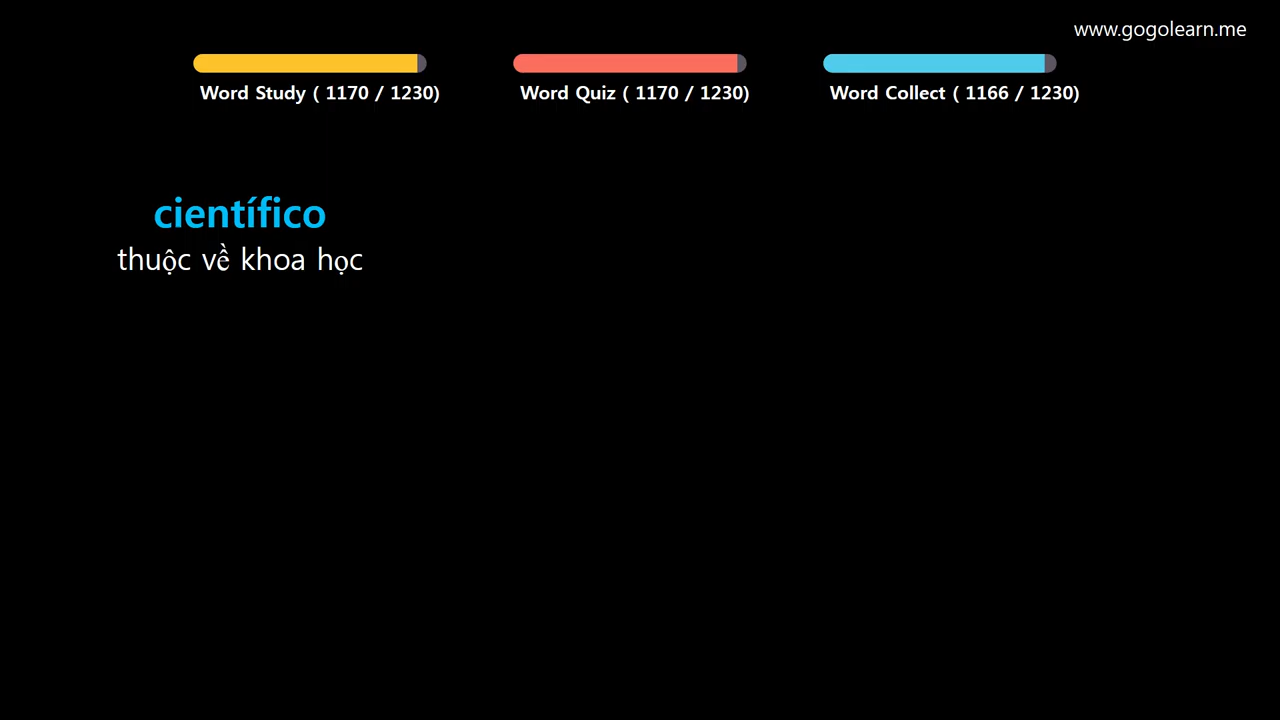 www.gogolearn.me
Word Study ( 1170 / 1230)
Word Quiz ( 1170 / 1230)
Word Collect ( 1166 / 1230)
científico
thuộc về khoa học